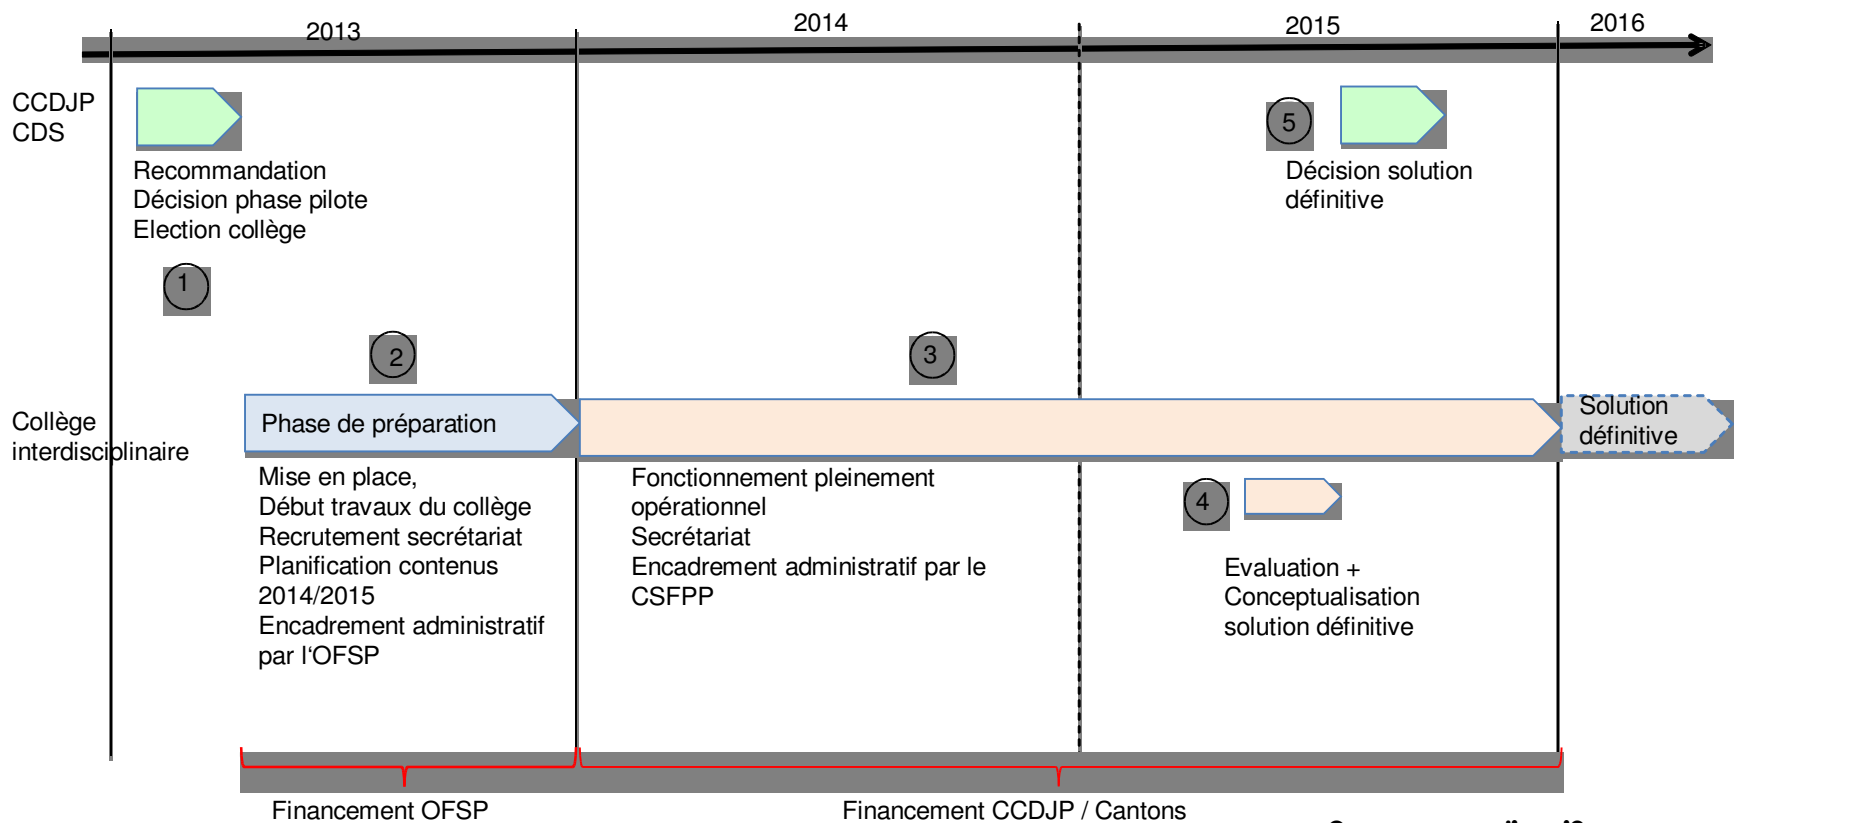 2013
2014
2015
2016
CCDJP
CDS
Recommandation
Décision phase pilote
Election collège
1
5
Décision solution
définitive
2
3
Collège
interdisciplinaire
Phase de préparation
Solution
définitive
Mise en place,
Début travaux du collège
Recrutement secrétariat
Planification contenus
2014/2015
Encadrement administratif
par l‘OFSP
Fonctionnement pleinement
opérationnel
Secrétariat
Encadrement administratif par le
CSFPP
4
Evaluation +
Conceptualisation
solution définitive
Financement OFSP
Financement CCDJP / Cantons